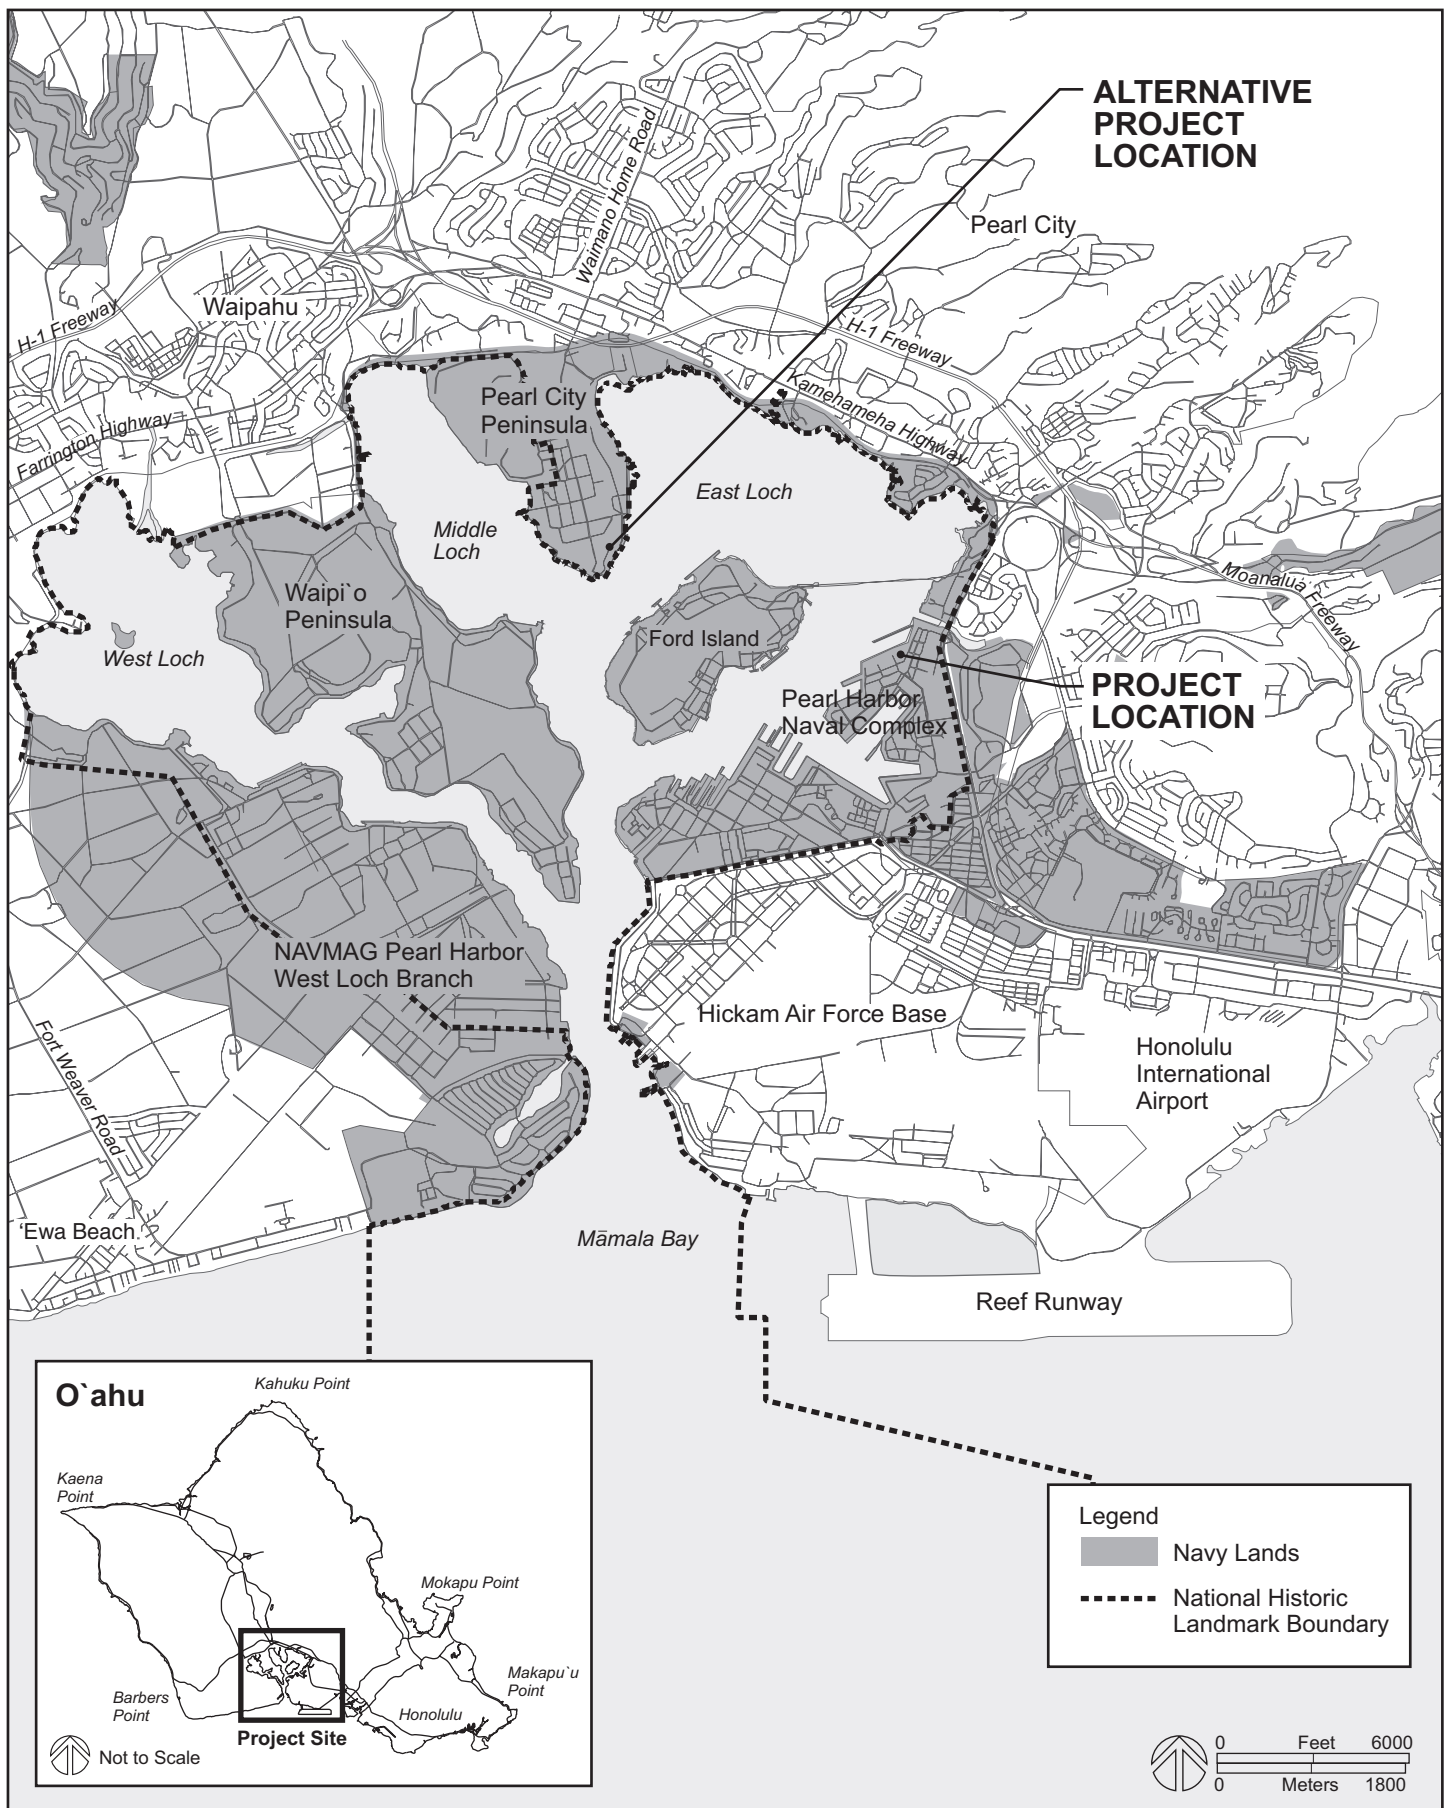 ALTERNATIVE
PROJECT
LOCATION
Waimano Home Road
Pearl City
H-1 Freeway
Waipahu
H-1 Freeway
Kamehameha Highway
Pearl City
Peninsula
Farrington Highway
East Loch
Middle
Loch
Moanalua Freeway
Waipi`o
Peninsula
Ford Island
West Loch
PROJECT
LOCATION
Pearl Harbor
Naval Complex
NAVMAG Pearl Harbor
West Loch Branch
Hickam Air Force Base
Fort Weaver Road
Honolulu
International
Airport
‘Ewa Beach
Māmala Bay
Reef Runway
O`ahu
Kahuku Point
Kaena
Point
Mokapu Point
Makapu`u
Point
Barbers
Point
Honolulu
Project Site
Not to Scale
Legend
Navy Lands
National Historic
Landmark Boundary
0 Feet 6000
0 Meters 1800